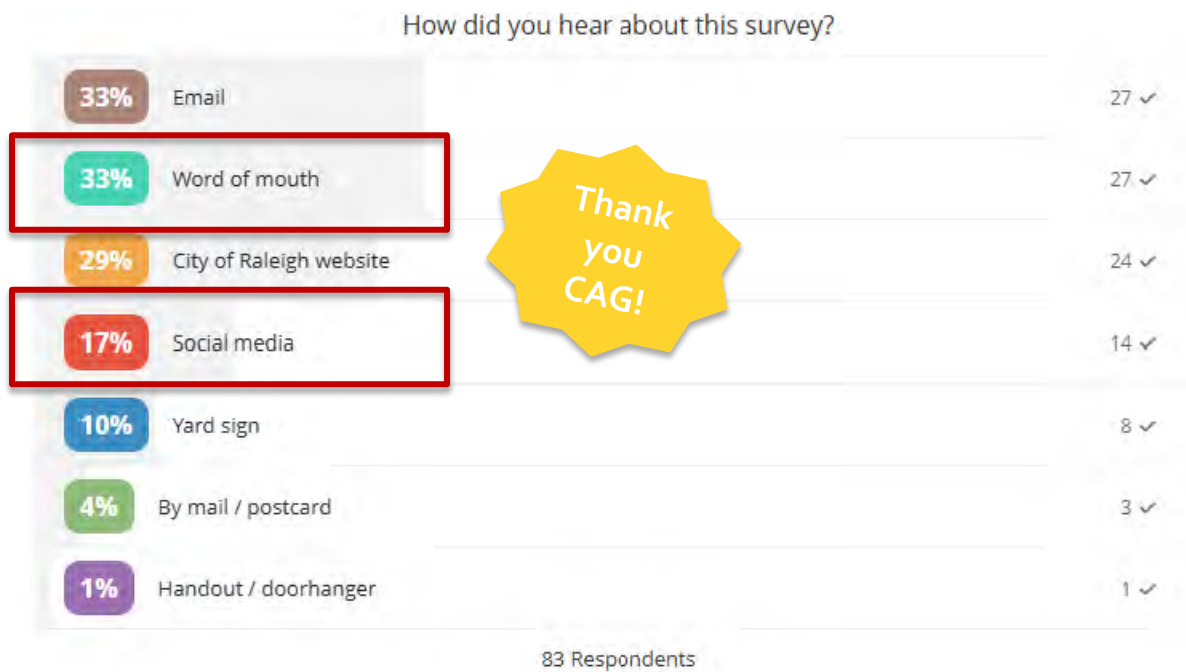 How did you hear about this survey?
33% Email 27 ✓
33% Word of mouth 27 ✓
29% City of Raleigh website 24 ✓
17% Social media 14 ✓
10% Yard sign 8 ✓
4% By mail / postcard 3 ✓
1% Handout / doorhanger 1 ✓
83 Respondents
Thank
you
CAG!